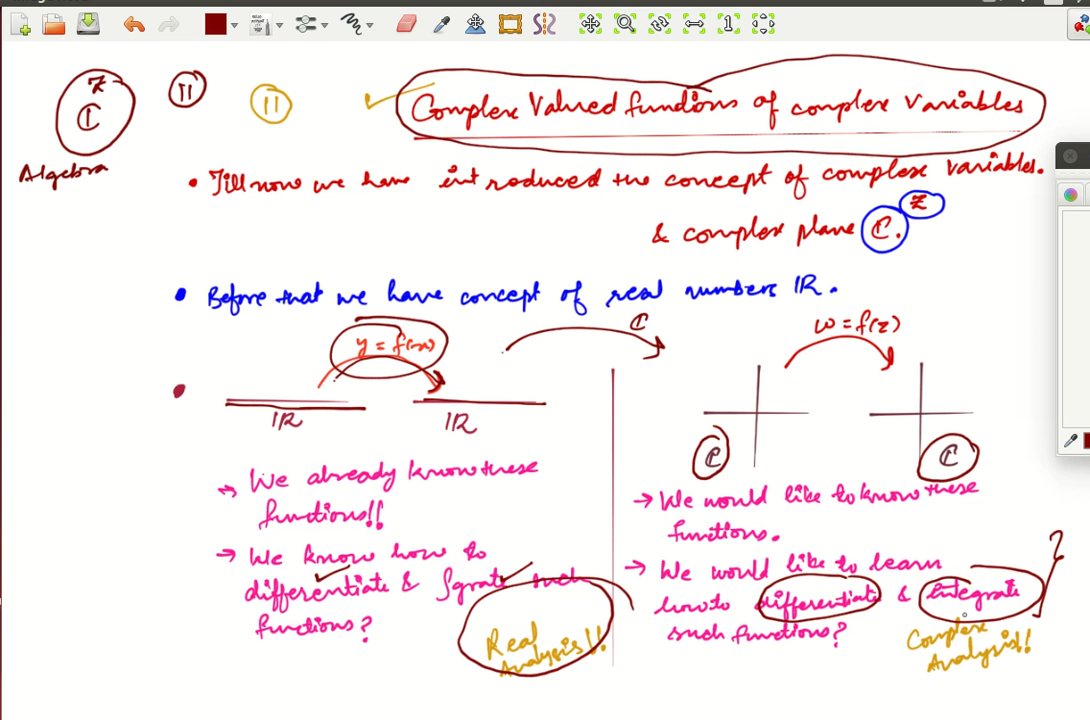 z
ℂ
Algebra
11
11
Complex Valued functions of complex variables
• Till now we have introduced the concept of complex variables.
& complex plane ℂ. z
• Before that we have concept of real numbers ℝ.
y = f(x)
ℂ
w = f(z)
ℝ
ℝ
ℂ
ℂ
→ We already know these
functions!!
→ We know how to
differentiate & ∫grate such
functions?
Real
Analysis!!
→ We would like to know these
functions.
→ We would like to learn
how to differentiate & integrate
such functions?
Complex
Analysis!!